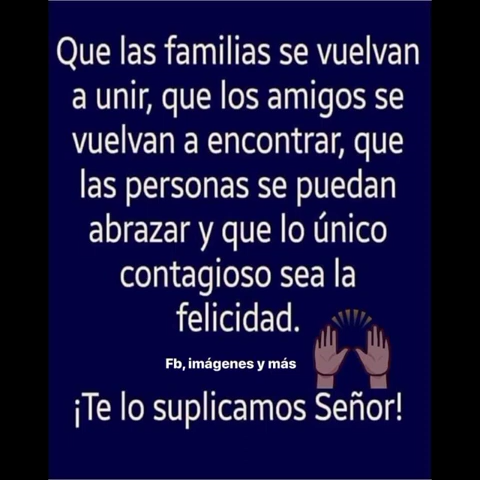 Que las familias se vuelvan
a unir, que los amigos se
vuelvan a encontrar, que
las personas se puedan
abrazar y que lo único
contagioso sea la
felicidad.
Fb, imágenes y más
¡Te lo suplicamos Señor!